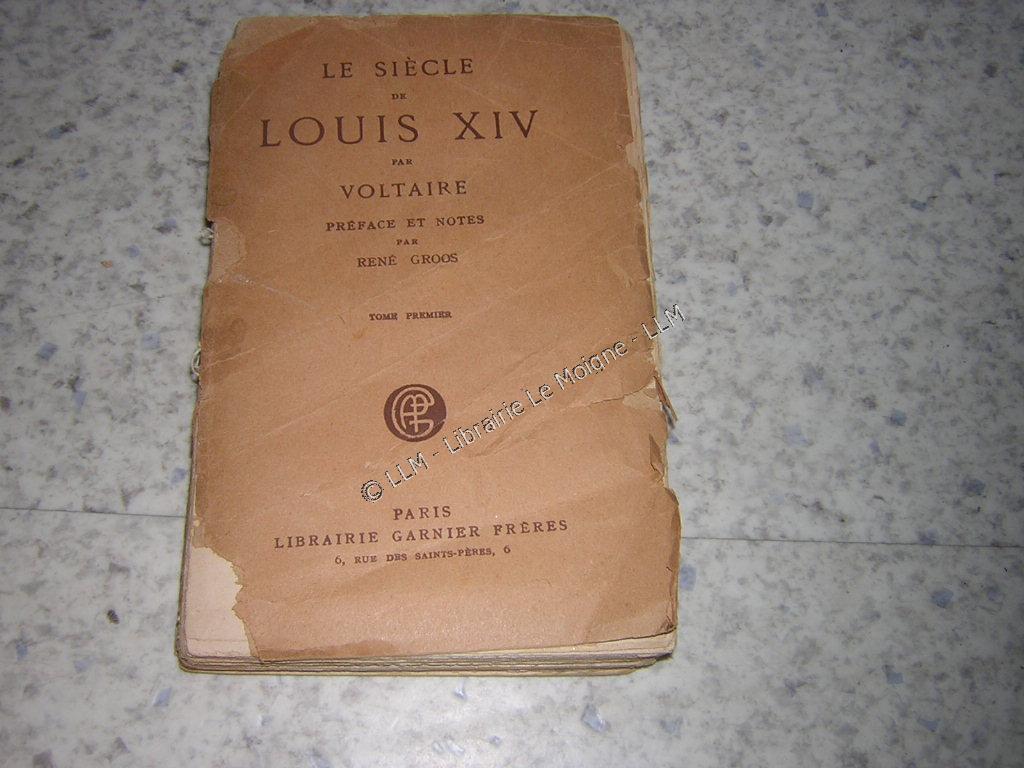 LE SIÈCLE
DE
LOUIS XIV
PAR
VOLTAIRE
PRÉFACE ET NOTES
PAR
RENÉ GROOS
TOME PREMIER
© LLM - Librairie Le Moigne - LLM
PARIS
LIBRAIRIE GARNIER FRÈRES
6, RUE DES SAINTS-PÈRES, 6